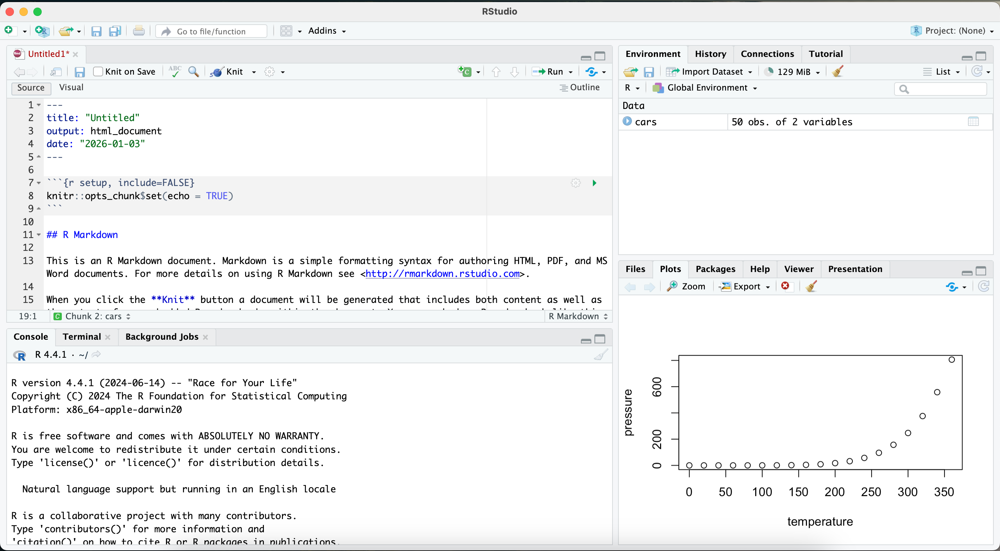 RStudio
Go to file/function
Addins
Project: (None)
Untitled1*
Knit on Save
ABC
Knit
Run
Source
Visual
Outline
1 ---
2 title: "Untitled"
3 output: html_document
4 date: "2026-01-03"
5 ---
6
7 ```{r setup, include=FALSE}
8 knitr::opts_chunk$set(echo = TRUE)
9 ```
10
11 ## R Markdown
12
13 This is an R Markdown document. Markdown is a simple formatting syntax for authoring HTML, PDF, and MS
Word documents. For more details on using R Markdown see <http://rmarkdown.rstudio.com>.
14
15 When you click the **Knit** button a document will be generated that includes both content as well as
19:1
C Chunk 2: cars
R Markdown
Console
Terminal
Background Jobs
R 4.4.1 · ~/
R version 4.4.1 (2024-06-14) -- "Race for Your Life"
Copyright (C) 2024 The R Foundation for Statistical Computing
Platform: x86_64-apple-darwin20
R is free software and comes with ABSOLUTELY NO WARRANTY.
You are welcome to redistribute it under certain conditions.
Type 'license()' or 'licence()' for distribution details.
Natural language support but running in an English locale
R is a collaborative project with many contributors.
Type 'contributors()' for more information and
'citation()' on how to cite R or R packages in publications.
Environment
History
Connections
Tutorial
Import Dataset
129 MiB
List
R
Global Environment
Data
cars
50 obs. of 2 variables
Files
Plots
Packages
Help
Viewer
Presentation
Zoom
Export
pressure
600
200
0
0 50 100 150 200 250 300 350
temperature